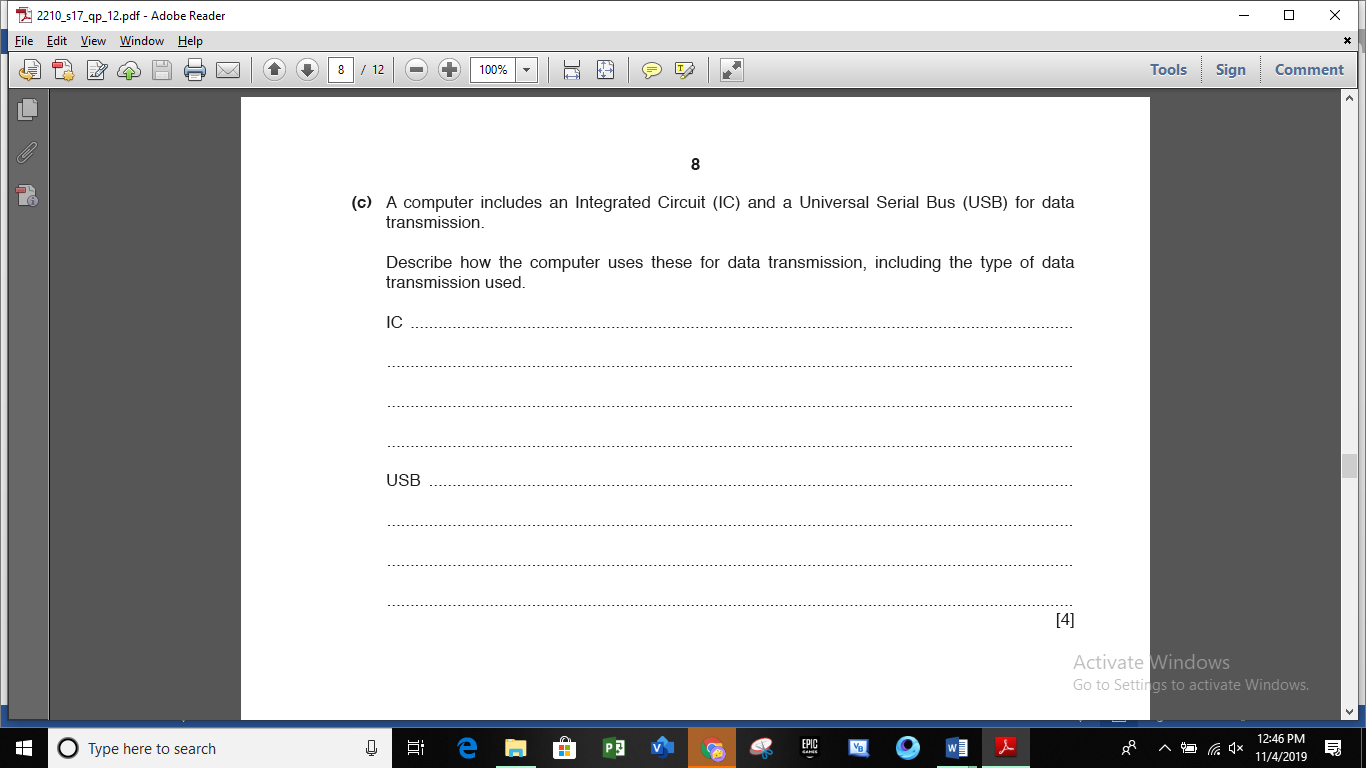 2210_s17_qp_12.pdf - Adobe Reader
File Edit View Window Help
8 / 12 100% Tools Sign Comment
8
(c) A computer includes an Integrated Circuit (IC) and a Universal Serial Bus (USB) for data
transmission.
Describe how the computer uses these for data transmission, including the type of data
transmission used.
IC ................................................................
................................................................
................................................................
................................................................
USB ................................................................
................................................................
................................................................
................................................................
[4]
Activate Windows
Go to Settings to activate Windows.
Type here to search
EPIC GAMES
12:46 PM
11/4/2019